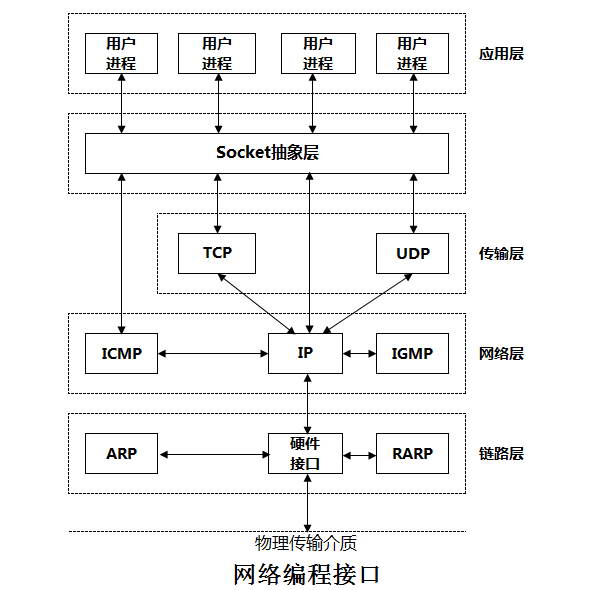 用户
进程
用户
进程
用户
进程
用户
进程
应用层
Socket抽象层
TCP
UDP
传输层
ICMP
IP
IGMP
网络层
ARP
硬件
接口
RARP
链路层
物理传输介质
网络编程接口